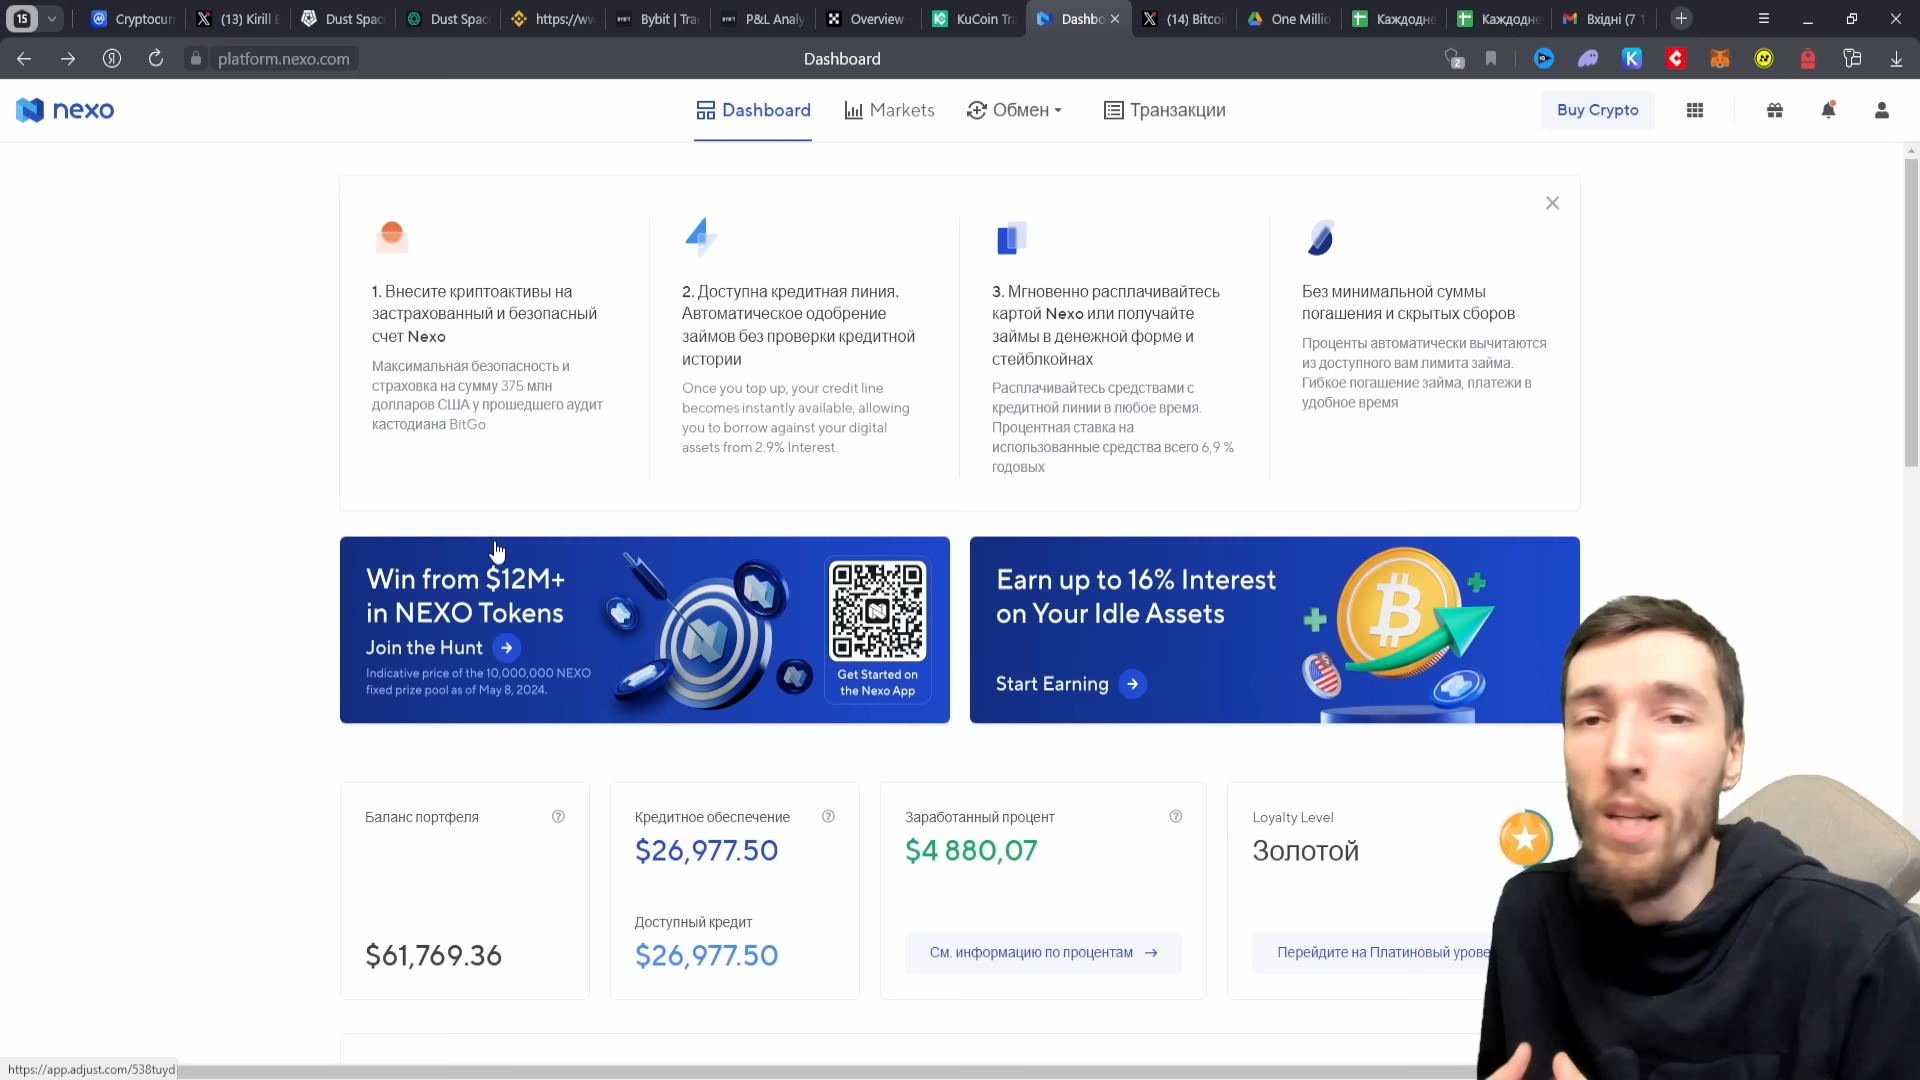 15
Cryptocur
(13) Kirill
Dust Spac
Dust Spac
https://w
Bybit | Tra
P&L Analy
Overview
KuCoin Tra
Dashbo
(14) Bitcoi
One Millio
Каждодне
Каждодне
Вхідні (7
platform.nexo.com
Dashboard
2
nexo
Dashboard
Markets
Обмен
Транзакции
Buy Crypto
1. Внесите криптоактивы на
застрахованный и безопасный
счет Nexo
Максимальная безопасность и
страховка на сумму 375 млн
долларов США у прошедшего аудит
кастодиана BitGo
2. Доступна кредитная линия.
Автоматическое одобрение
займов без проверки кредитной
истории
Once you top up, your credit line
becomes instantly available, allowing
you to borrow against your digital
assets from 2.9% Interest.
3. Мгновенно расплачивайтесь
картой Nexo или получайте
займы в денежной форме и
стейблкойнах
Расплачивайтесь средствами с
кредитной линии в любое время.
Процентная ставка на
использованные средства всего 6,9 %
годовых
Без минимальной суммы
погашения и скрытых сборов
Проценты автоматически вычитаются
из доступного вам лимита займа.
Гибкое погашение займа, платежи в
удобное время
Win from $12M+
in NEXO Tokens
Join the Hunt
Indicative price of the 10,000,000 NEXO
fixed prize pool as of May 8, 2024.
Get Started on
the Nexo App
Earn up to 16% Interest
on Your Idle Assets
Start Earning
Баланс портфеля
$61,769.36
Кредитное обеспечение
$26,977.50
Доступный кредит
$26,977.50
Заработанный процент
$4 880,07
См. информацию по процентам
Loyalty Level
Золотой
Перейдите на Платиновый уров
https://app.adjust.com/538tuyd